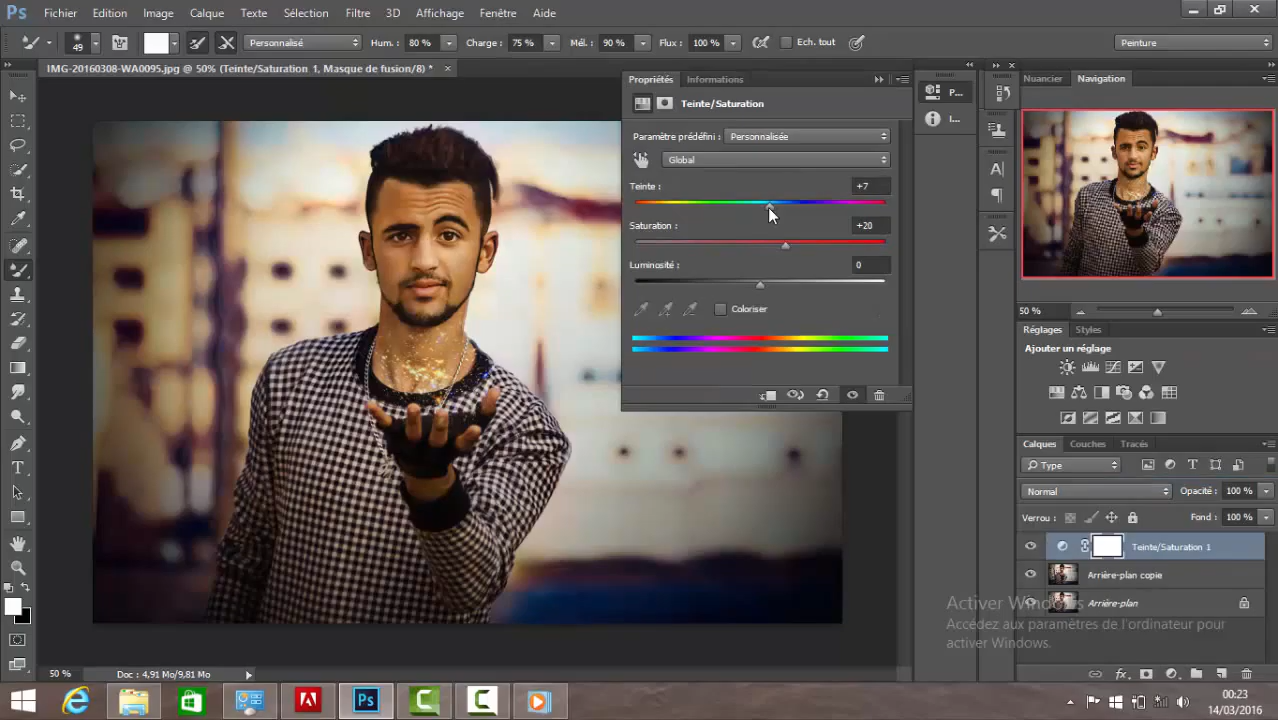 Ps Fichier Edition Image Calque Texte Sélection Filtre 3D Affichage Fenêtre Aide
49 Personnalisé Hum. : 80 % Charge : 75 % Mél. : 90 % Flux : 100 % Ech. tout Peinture
IMG-20160308-WA0095.jpg @ 50% (Teinte/Saturation 1, Masque de fusion/8) *
Propriétés Informations
Teinte/Saturation
Paramètre prédéfini : Personnalisée
Global
Teinte : +7
Saturation : +20
Luminosité : 0
Coloriser
P...
I...
Nuancier Navigation
50 %
Réglages Styles
Ajouter un réglage
Calques Couches Tracés
Type
Normal Opacité : 100 %
Verrou : Fond : 100 %
Teinte/Saturation 1
Arrière-plan copie
Arrière-plan
Activer Windows
Accédez aux paramètres de l'ordinateur pour
activer Windows.
50 % Doc : 4,91 Mo/9,81 Mo
Ps
00:23
14/03/2016